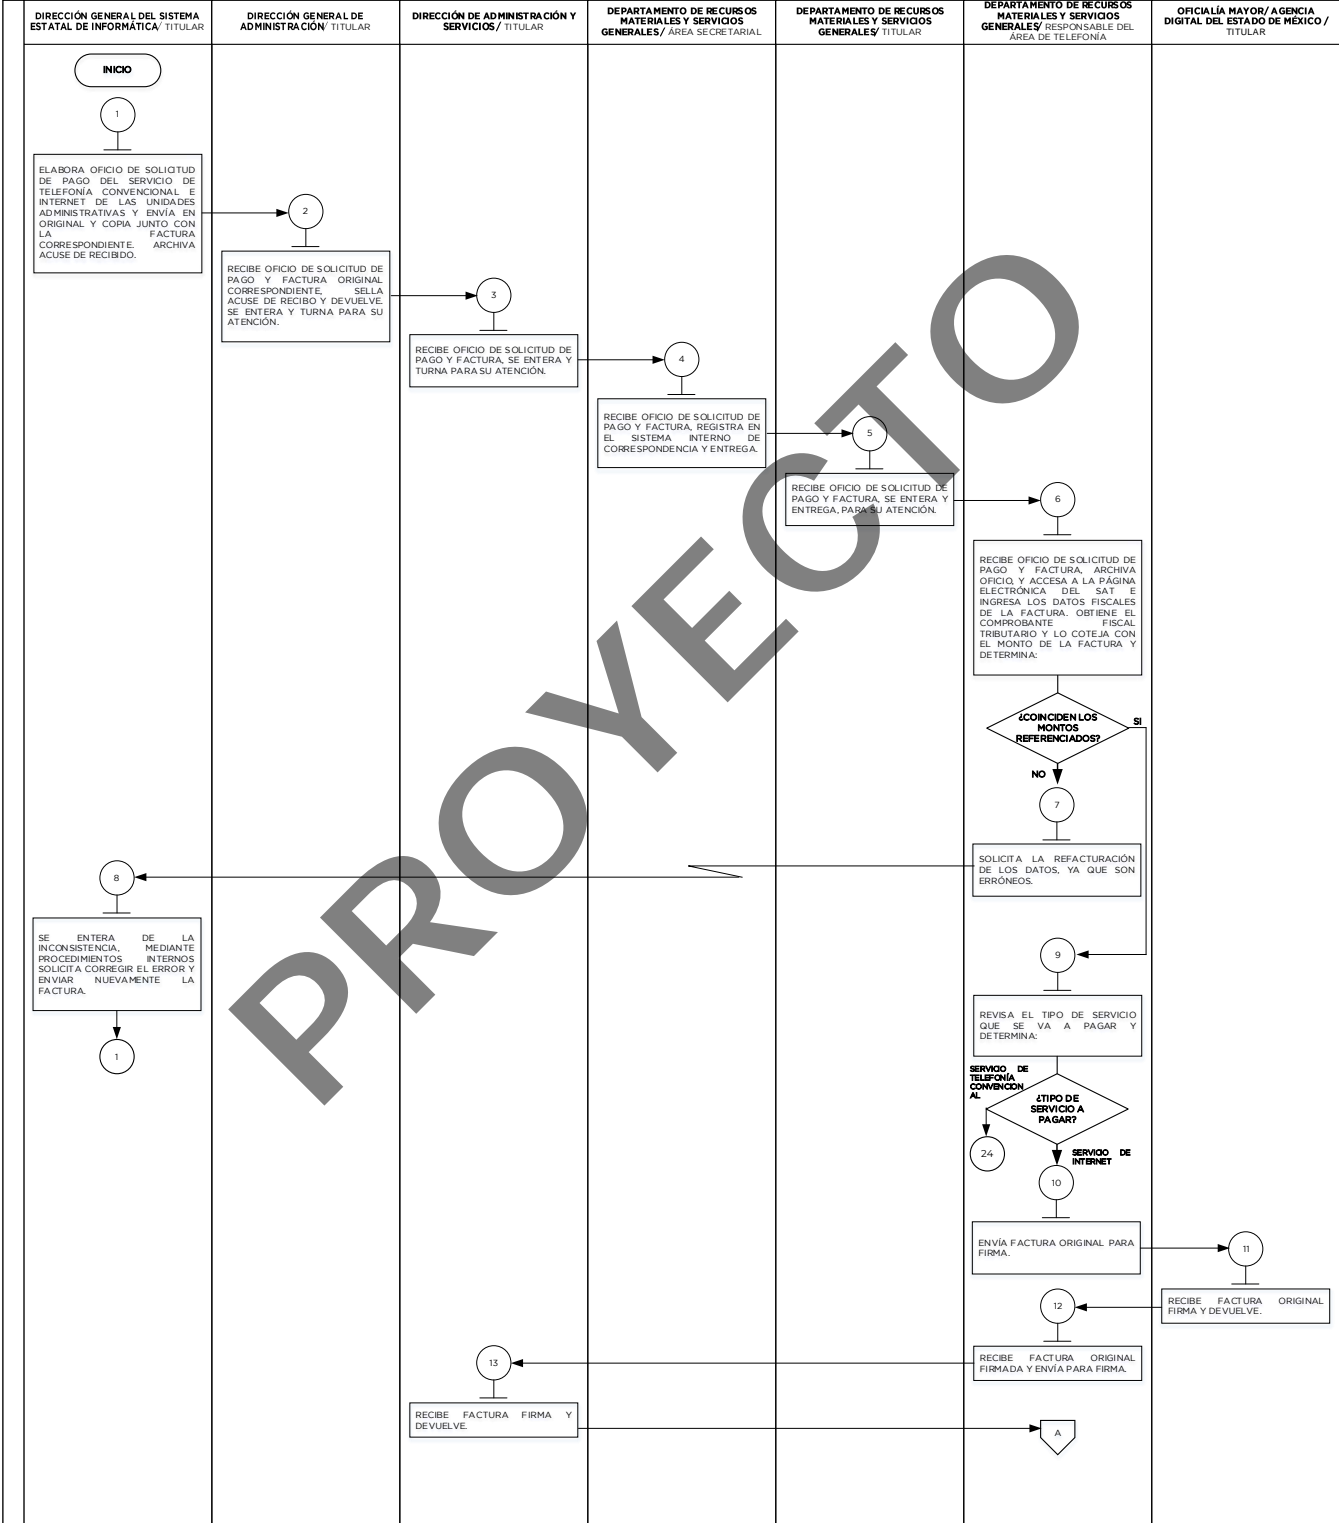 DIRECCIÓN GENERAL DEL SISTEMA
ESTATAL DE INFORMÁTICA/ TITULAR
DIRECCIÓN GENERAL DE
ADMINISTRACIÓN/ TITULAR
DIRECCIÓN DE ADMINISTRACIÓN Y
SERVICIOS/ TITULAR
DEPARTAMENTO DE RECURSOS
MATERIALES Y SERVICIOS
GENERALES/ ÁREA SECRETARIAL
DEPARTAMENTO DE RECURSOS
MATERIALES Y SERVICIOS
GENERALES/ TITULAR
DEPARTAMENTO DE RECURSOS
MATERIALES Y SERVICIOS
GENERALES/ RESPONSABLE DEL
ÁREA DE TELEFONÍA
OFICIALÍA MAYOR/ AGENCIA
DIGITAL DEL ESTADO DE MÉXICO /
TITULAR
INICIO
1
ELABORA OFICIO DE SOLICITUD
DE PAGO DEL SERVICIO DE
TELEFONÍA CONVENCIONAL E
INTERNET DE LAS UNIDADES
ADMINISTRATIVAS Y ENVÍA EN
ORIGINAL Y COPIA JUNTO CON
LA FACTURA
CORRESPONDIENTE. ARCHIVA
ACUSE DE RECIBIDO.
2
RECIBE OFICIO DE SOLICITUD DE
PAGO Y FACTURA ORIGINAL
CORRESPONDIENTE, SELLA
ACUSE DE RECIBO Y DEVUELVE.
SE ENTERA Y TURNA PARA SU
ATENCIÓN.
3
RECIBE OFICIO DE SOLICITUD DE
PAGO Y FACTURA, SE ENTERA Y
TURNA PARA SU ATENCIÓN.
4
RECIBE OFICIO DE SOLICITUD DE
PAGO Y FACTURA, REGISTRA EN
EL SISTEMA INTERNO DE
CORRESPONDENCIA Y ENTREGA.
5
RECIBE OFICIO DE SOLICITUD DE
PAGO Y FACTURA, SE ENTERA Y
ENTREGA, PARA SU ATENCIÓN.
6
RECIBE OFICIO DE SOLICITUD DE
PAGO Y FACTURA, ARCHIVA
OFICIO, Y ACCESA A LA PÁGINA
ELECTRÓNICA DEL SAT E
INGRESA LOS DATOS FISCALES
DE LA FACTURA. OBTIENE EL
COMPROBANTE FISCAL
TRIBUTARIO Y LO COTEJA CON
EL MONTO DE LA FACTURA Y
DETERMINA:
¿COINCIDEN LOS
MONTOS
REFERENCIADOS?
SI
NO
7
SOLICITA LA REFACTURACIÓN
DE LOS DATOS, YA QUE SON
ERRÓNEOS.
8
SE ENTERA DE LA
INCONSISTENCIA, MEDIANTE
PROCEDIMIENTOS INTERNOS
SOLICITA CORREGIR EL ERROR Y
ENVIAR NUEVAMENTE LA
FACTURA.
1
9
REVISA EL TIPO DE SERVICIO
QUE SE VA A PAGAR Y
DETERMINA:
SERVICIO DE
TELEFONÍA
CONVENCION
AL
¿TIPO DE
SERVICIO A
PAGAR?
24
SERVICIO DE
INTERNET
10
ENVÍA FACTURA ORIGINAL PARA
FIRMA.
11
RECIBE FACTURA ORIGINAL
FIRMA Y DEVUELVE.
12
RECIBE FACTURA ORIGINAL
FIRMADA Y ENVÍA PARA FIRMA.
13
RECIBE FACTURA FIRMA Y
DEVUELVE.
A
PROYECTO